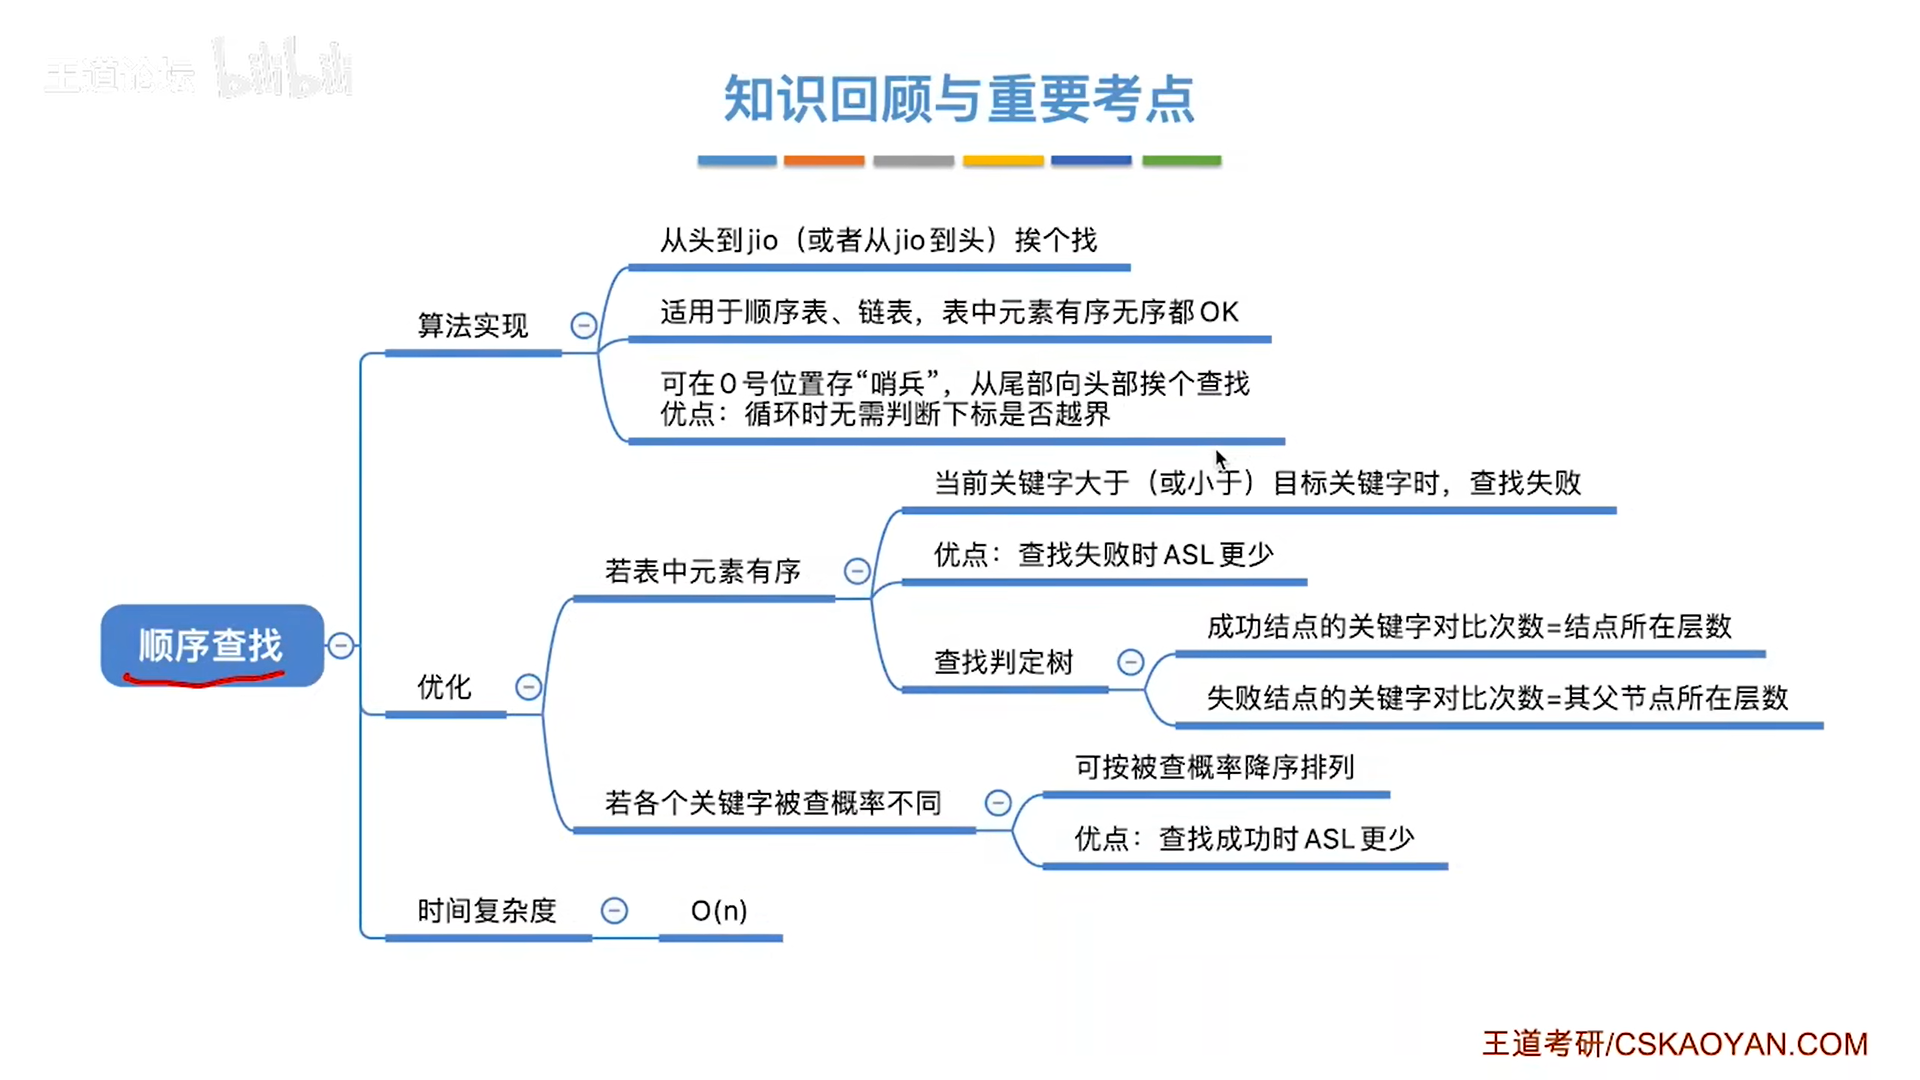 王道论坛 bilibili
知识回顾与重要考点
从头到jio（或者从jio到头）挨个找
适用于顺序表、链表，表中元素有序无序都OK
算法实现
可在0号位置存“哨兵”，从尾部向头部挨个查找
优点：循环时无需判断下标是否越界
当前关键字大于（或小于）目标关键字时，查找失败
优点：查找失败时ASL更少
若表中元素有序
成功结点的关键字对比次数=结点所在层数
查找判定树
失败结点的关键字对比次数=其父节点所在层数
顺序查找
优化
可按被查概率降序排列
若各个关键字被查概率不同
优点：查找成功时ASL更少
时间复杂度
O(n)
王道考研/CSKAOYAN.COM